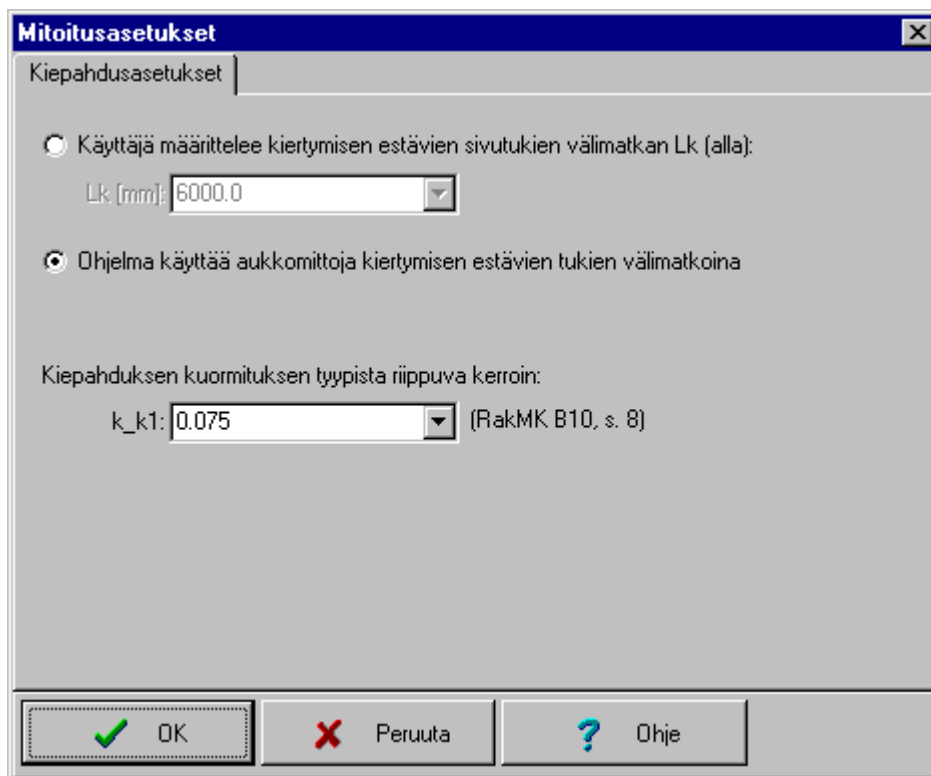 Mitoitusasetukset
Kiepahdusasetukset
Käyttäjä määrittelee kiertymisen estävien sivutukien välimatkan Lk (alla):
Lk [mm]: 6000.0
Ohjelma käyttää aukkomittoja kiertymisen estävien tukien välimatkoina
Kiepahduksen kuormituksen tyypista riippuva kerroin:
k_k1: 0.075 (RakMK B10, s. 8)
OK Peruuta Ohje